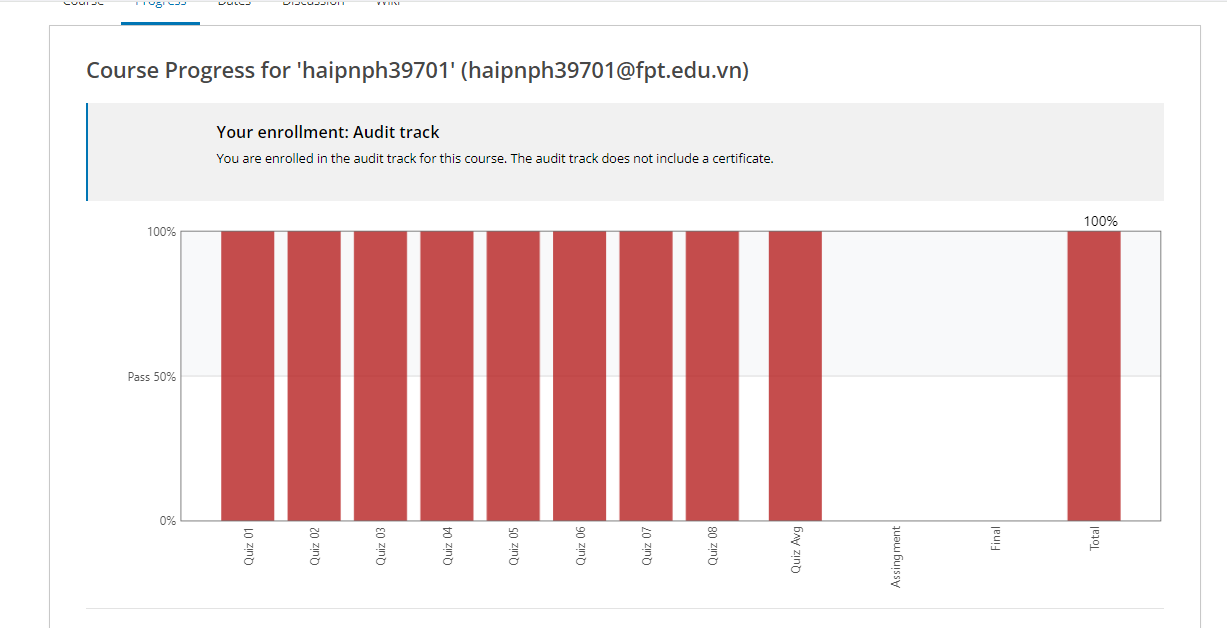 Course Progress Dates Discussion Wiki
Course Progress for 'haipnph39701' (haipnph39701@fpt.edu.vn)
Your enrollment: Audit track
You are enrolled in the audit track for this course. The audit track does not include a certificate.
100%
100%
Pass 50%
0%
Quiz 01
Quiz 02
Quiz 03
Quiz 04
Quiz 05
Quiz 06
Quiz 07
Quiz 08
Quiz Avg
Assingment
Final
Total